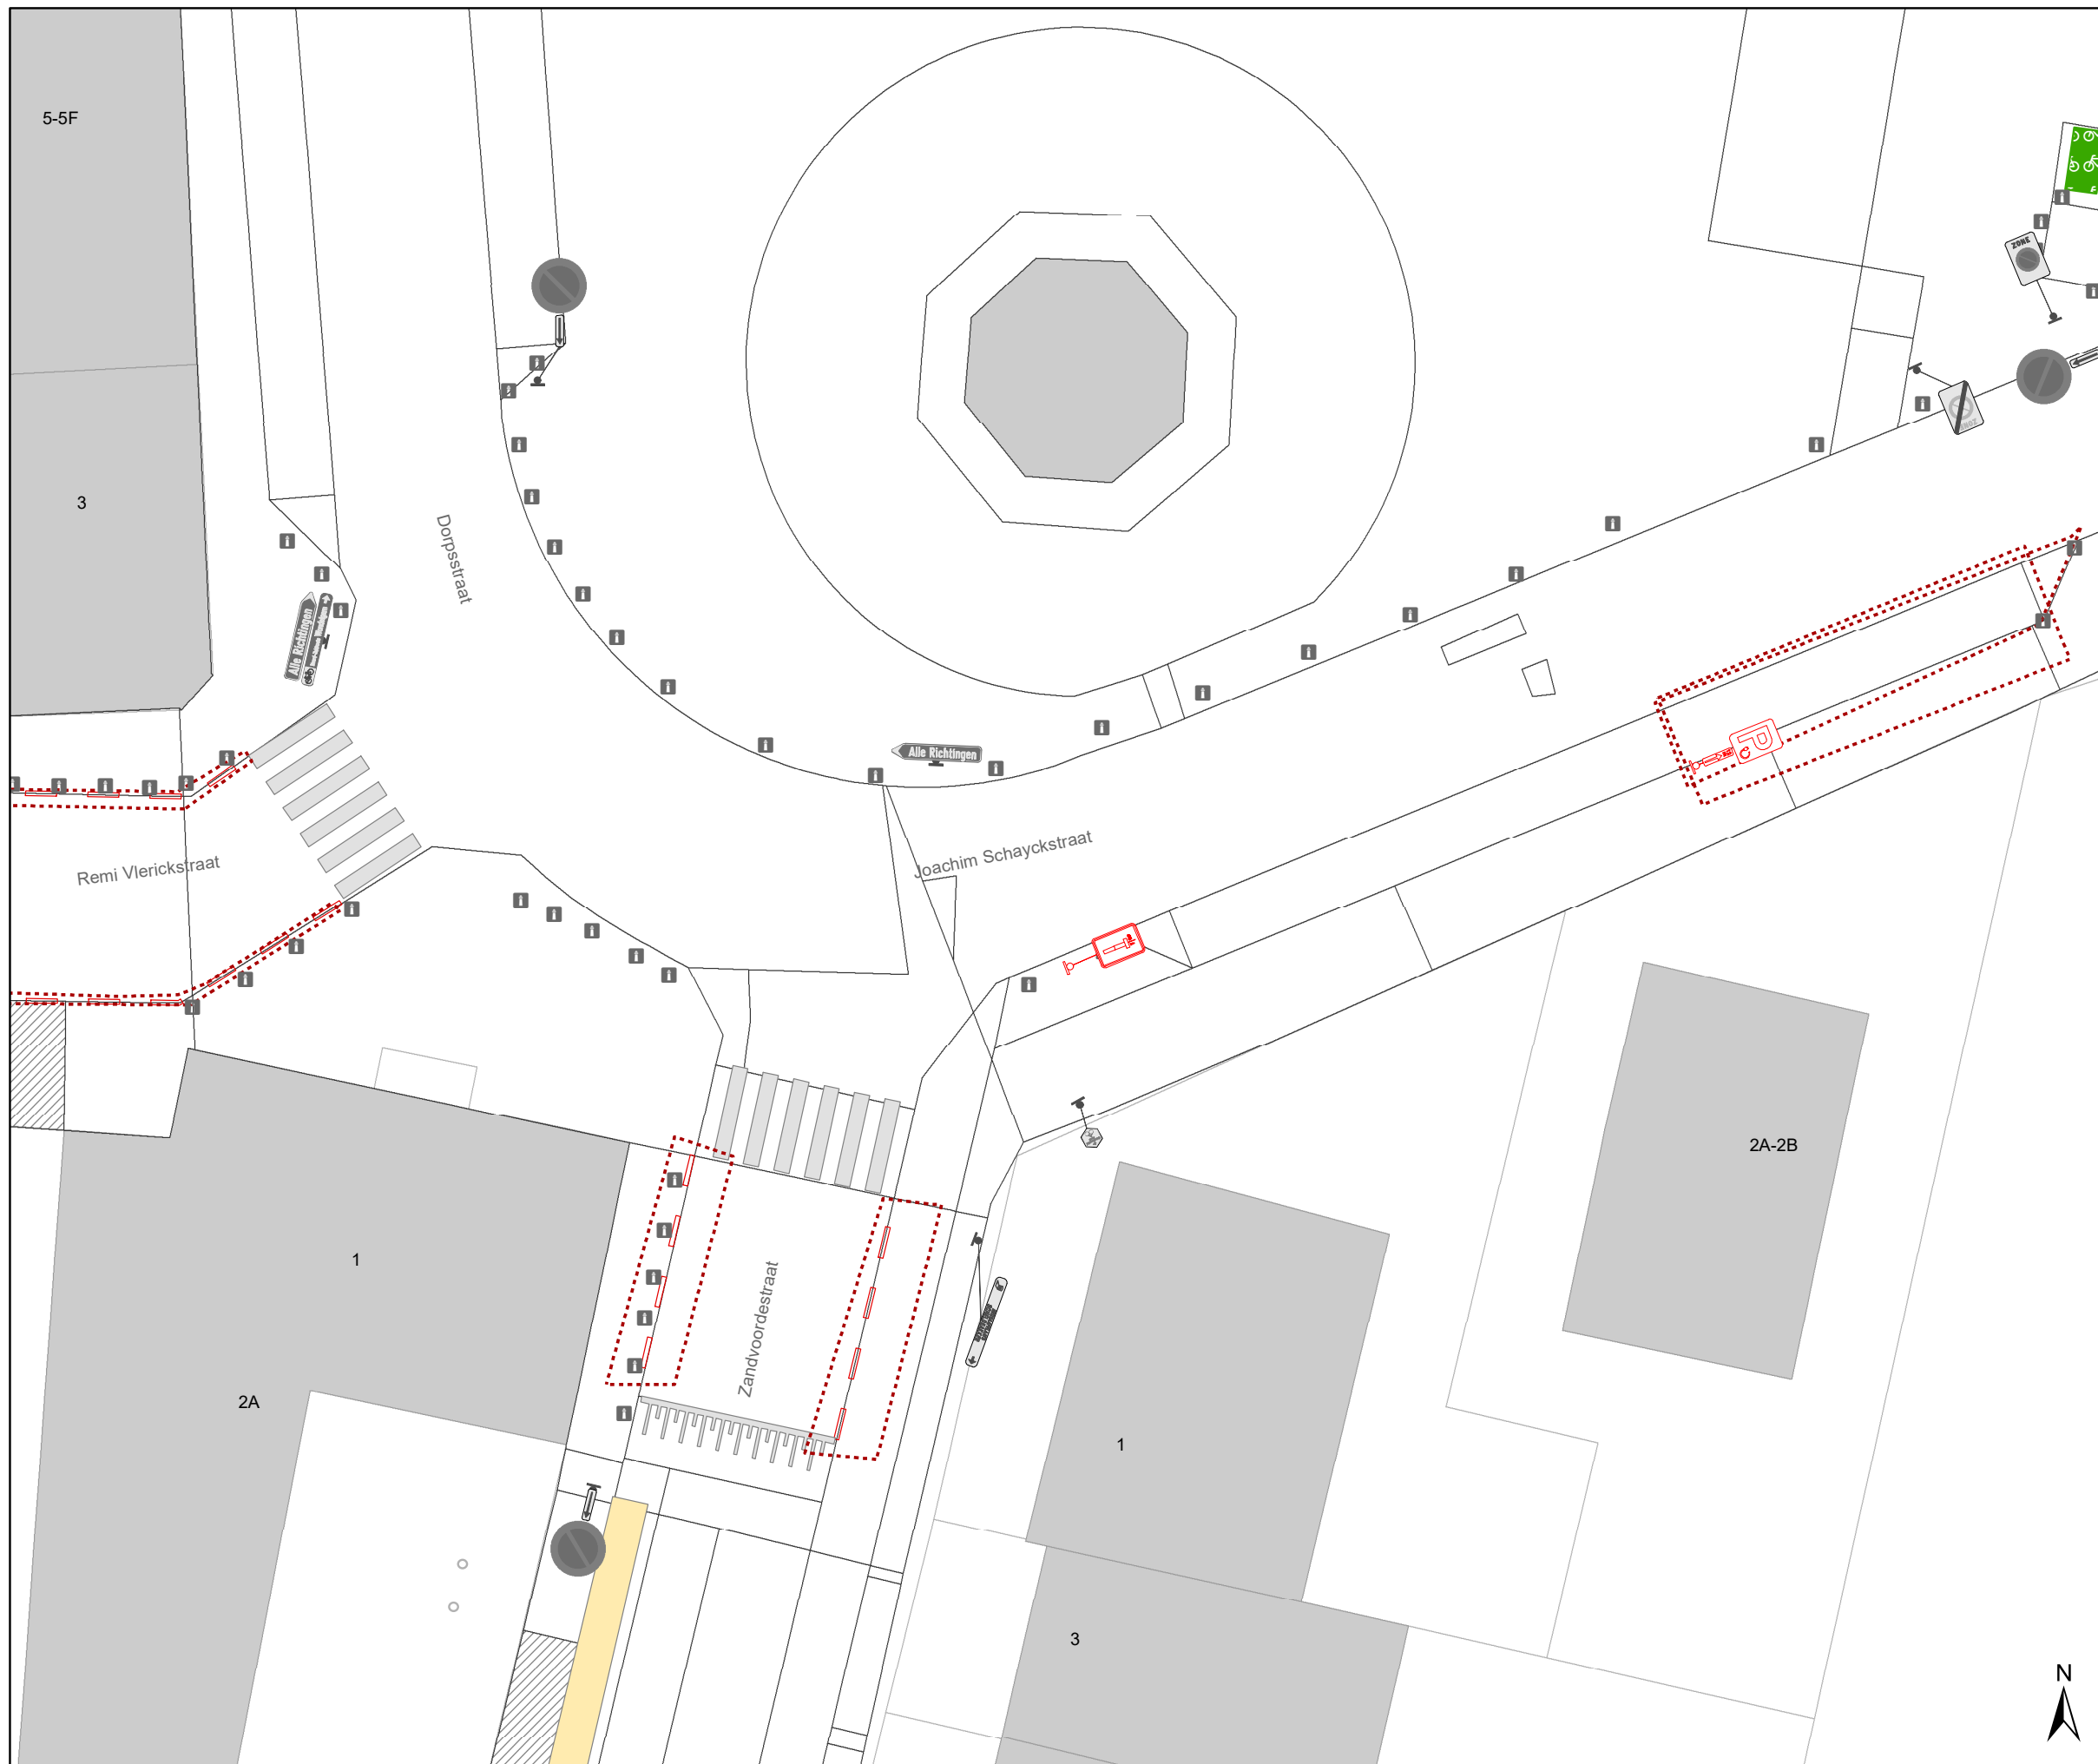 5-5F
ZONE
3
Dorpsstraat
Alle Richtingen
Alle Richtingen
P
Remi Vlerickstraat
Joachim Schayckstraat
2A-2B
1
Zandvoordestraat
2A
1
3
N